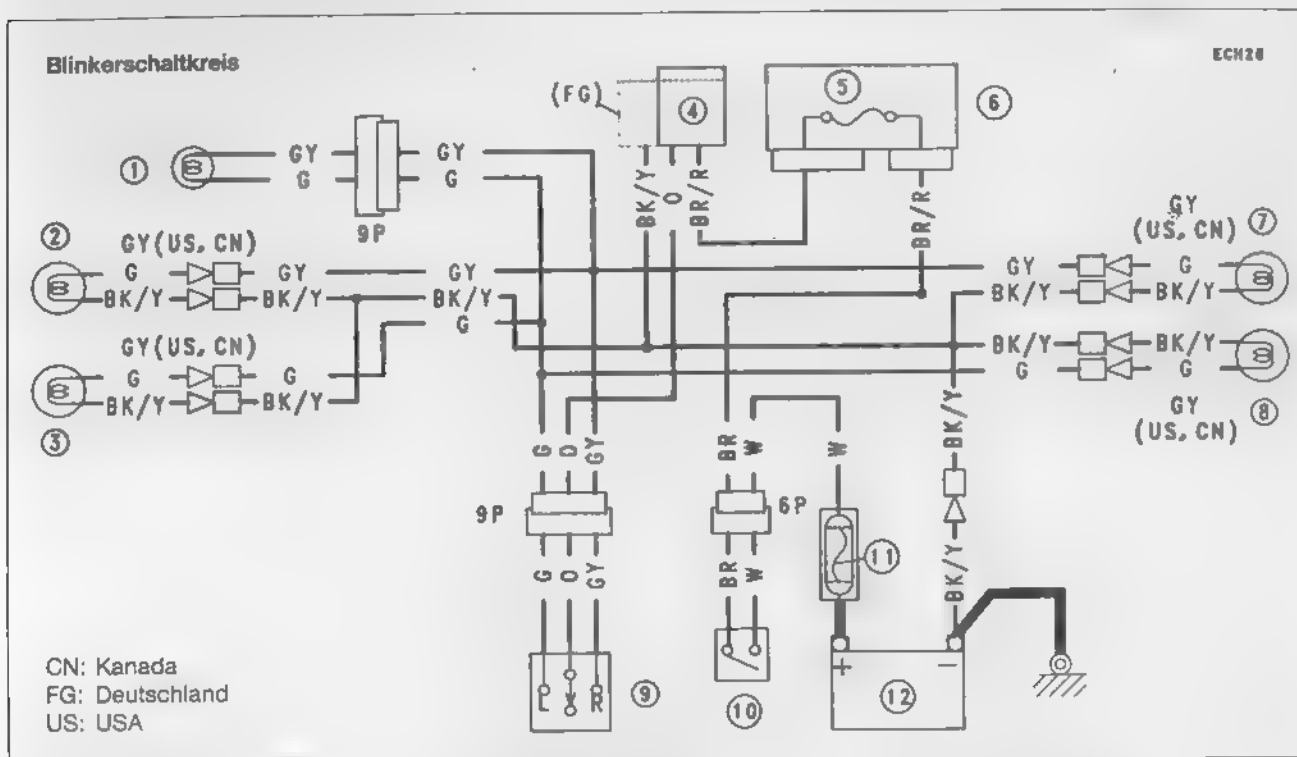 Blinkerschaltkreis
ECH28
(FG)
4
5
6
1
GY
GY
G
G
9P
BK/Y
O
BR/R
BR/R
2
GY(US,CN)
G
GY
GY
BK/Y
BK/Y
BK/Y
G
GY
(US,CN)
7
GY
G
BK/Y
BK/Y
3
GY(US,CN)
G
G
BK/Y
BK/Y
BK/Y
BK/Y
G
G
GY
(US,CN)
8
G
O
GY
BR
W
W
BK/Y
9P
6P
G
O
GY
BR
W
11
BK/Y
L
R
9
10
+
-
12
CN: Kanada
FG: Deutschland
US: USA